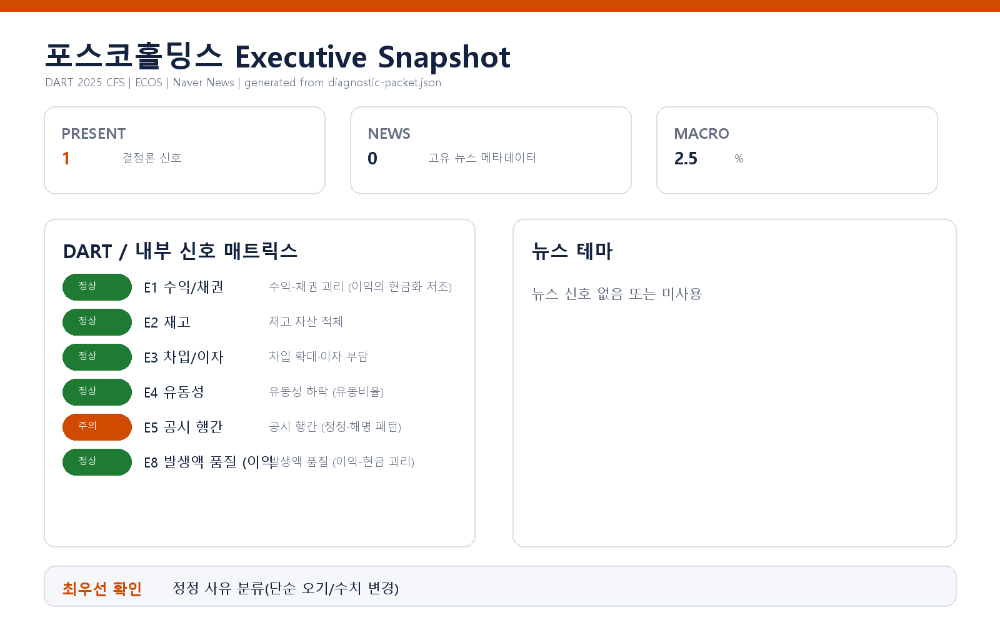 포스코홀딩스 Executive Snapshot
DART 2025 CFS | ECOS | Naver News | generated from diagnostic-packet.json
PRESENT
1 결정론 신호
NEWS
0 고유 뉴스 메타데이터
MACRO
2.5 %
DART / 내부 신호 매트릭스
정상 E1 수익/채권 수익-채권 괴리 (이익의 현금화 저조)
정상 E2 재고 재고 자산 적체
정상 E3 차입/이자 차입 확대·이자 부담
정상 E4 유동성 유동성 하락 (유동비율)
주의 E5 공시 행간 공시 행간 (정정·해명 패턴)
정상 E8 발생액 품질 (이익 발생액 품질 (이익-현금 괴리)
뉴스 테마
뉴스 신호 없음 또는 미사용
최우선 확인 정정 사유 분류(단순 오기/수치 변경)